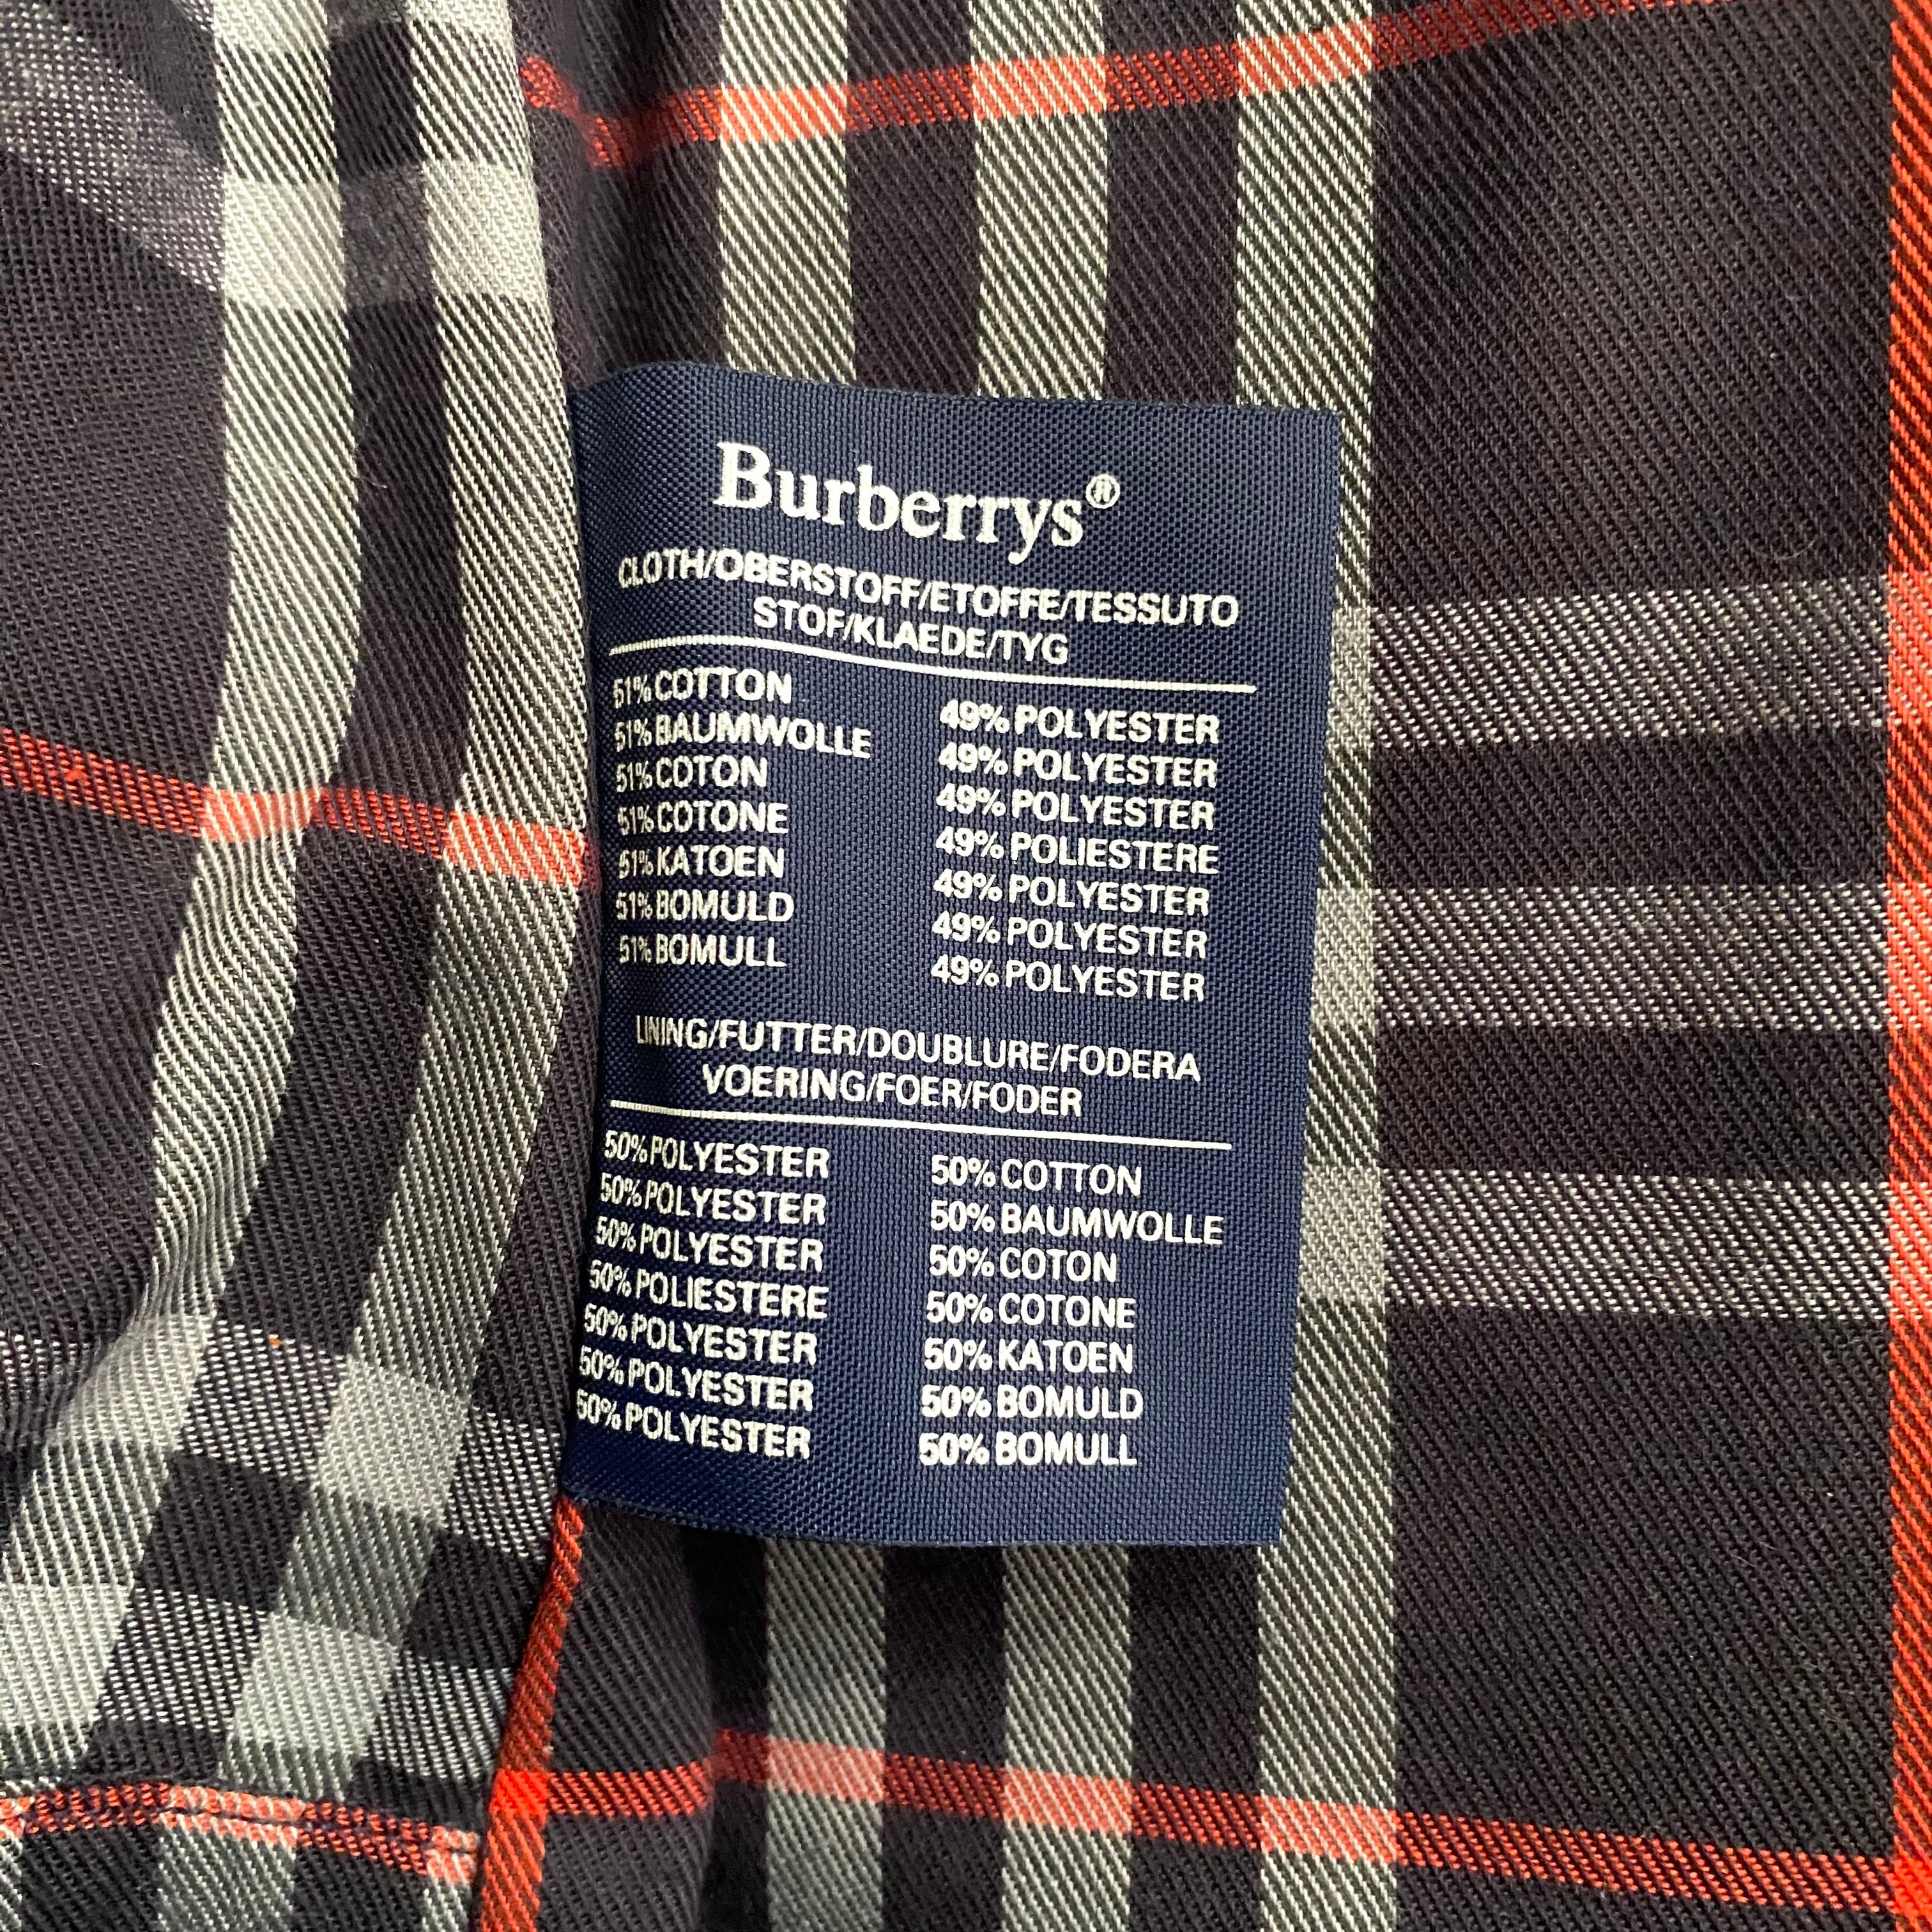 Burberrys®
CLOTH/OBERSTOFF/ETOFFE/TESSUTO
STOF/KLAEDE/TYG
51% COTTON 49% POLYESTER
51% BAUMWOLLE 49% POLYESTER
51% COTON 49% POLYESTER
51% COTONE 49% POLIESTERE
51% KATOEN 49% POLYESTER
51% BOMULD 49% POLYESTER
51% BOMULL 49% POLYESTER
LINING/FUTTER/DOUBLURE/FODERA
VOERING/FOER/FODER
50% POLYESTER 50% COTTON
50% POLYESTER 50% BAUMWOLLE
50% POLYESTER 50% COTON
50% POLIESTERE 50% COTONE
50% POLYESTER 50% KATOEN
50% POLYESTER 50% BOMULD
50% POLYESTER 50% BOMULL